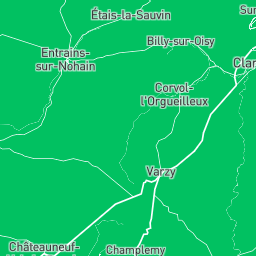 Étais-la-Sauvin
Billy-sur-Oisy
Entrains-
sur-Nohain
Corvol-
l'Orgueilleux
Varzy
Châteauneuf-
Champlemy